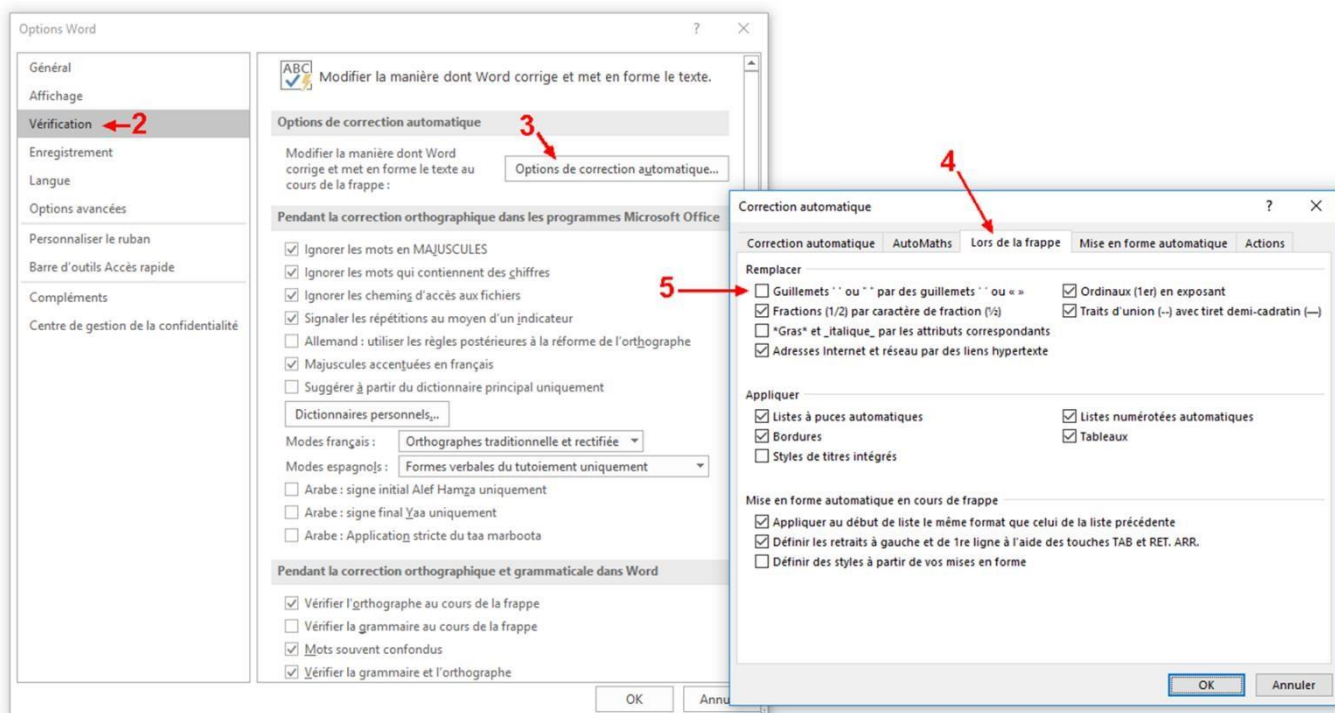 Options Word
?
Général
Affichage
Vérification
2
Enregistrement
Langue
Options avancées
Personnaliser le ruban
Barre d'outils Accès rapide
Compléments
Centre de gestion de la confidentialité
ABC
Modifier la manière dont Word corrige et met en forme le texte.
Options de correction automatique
3
Modifier la manière dont Word
corrige et met en forme le texte au
cours de la frappe :
Options de correction automatique...
Pendant la correction orthographique dans les programmes Microsoft Office
Ignorer les mots en MAJUSCULES
Ignorer les mots qui contiennent des chiffres
Ignorer les chemins d'accès aux fichiers
Signaler les répétitions au moyen d'un indicateur
Allemand : utiliser les règles postérieures à la réforme de l'orthographe
Majuscules accentuées en français
Suggérer à partir du dictionnaire principal uniquement
Dictionnaires personnels...
Modes français : Orthographes traditionnelle et rectifiée
Modes espagnols : Formes verbales du tutoiement uniquement
Arabe : signe initial Alef Hamza uniquement
Arabe : signe final Yaa uniquement
Arabe : Application stricte du taa marboota
Pendant la correction orthographique et grammaticale dans Word
Vérifier l'orthographe au cours de la frappe
Vérifier la grammaire au cours de la frappe
Mots souvent confondus
Vérifier la grammaire et l'orthographe
OK
Annu
4
Correction automatique
?
Correction automatique AutoMaths Lors de la frappe Mise en forme automatique Actions
Remplacer
5
Guillemets ' ' ou " " par des guillemets ' ' ou « »
Ordinaux (1er) en exposant
Fractions (1/2) par caractère de fraction (½)
Traits d'union (--) avec tiret demi-cadratin (—)
*Gras* et _italique_ par les attributs correspondants
Adresses Internet et réseau par des liens hypertexte
Appliquer
Listes à puces automatiques
Listes numérotées automatiques
Bordures
Tableaux
Styles de titres intégrés
Mise en forme automatique en cours de frappe
Appliquer au début de liste le même format que celui de la liste précédente
Définir les retraits à gauche et de 1re ligne à l'aide des touches TAB et RET. ARR.
Définir des styles à partir de vos mises en forme
OK
Annuler